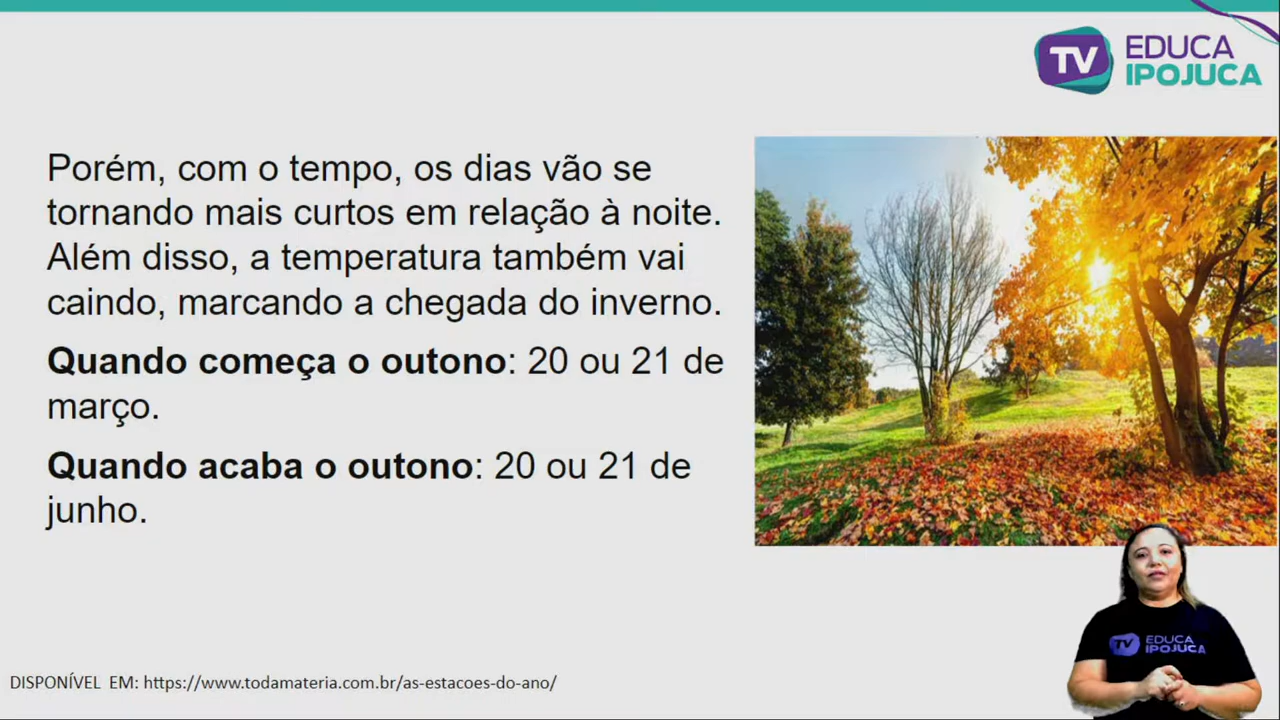 TV EDUCA
IPOJUCA
Porém, com o tempo, os dias vão se
tornando mais curtos em relação à noite.
Além disso, a temperatura também vai
caindo, marcando a chegada do inverno.
Quando começa o outono: 20 ou 21 de
março.
Quando acaba o outono: 20 ou 21 de
junho.
TV EDUCA
IPOJUCA
DISPONÍVEL EM: https://www.todamateria.com.br/as-estacoes-do-ano/